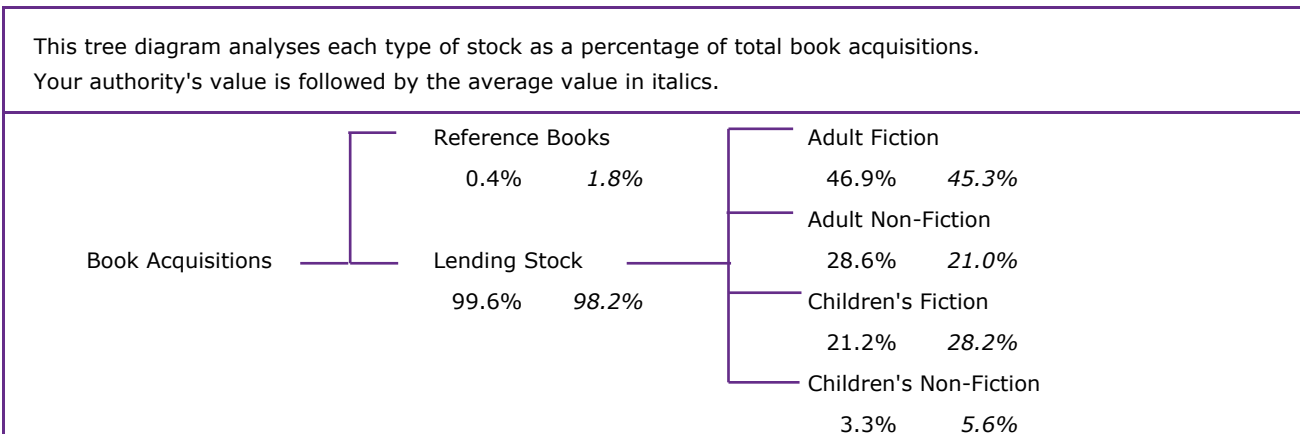 This tree diagram analyses each type of stock as a percentage of total book acquisitions.
Your authority's value is followed by the average value in italics.
Reference Books
0.4% 1.8%
Book Acquisitions
Lending Stock
99.6% 98.2%
Adult Fiction
46.9% 45.3%
Adult Non-Fiction
28.6% 21.0%
Children's Fiction
21.2% 28.2%
Children's Non-Fiction
3.3% 5.6%